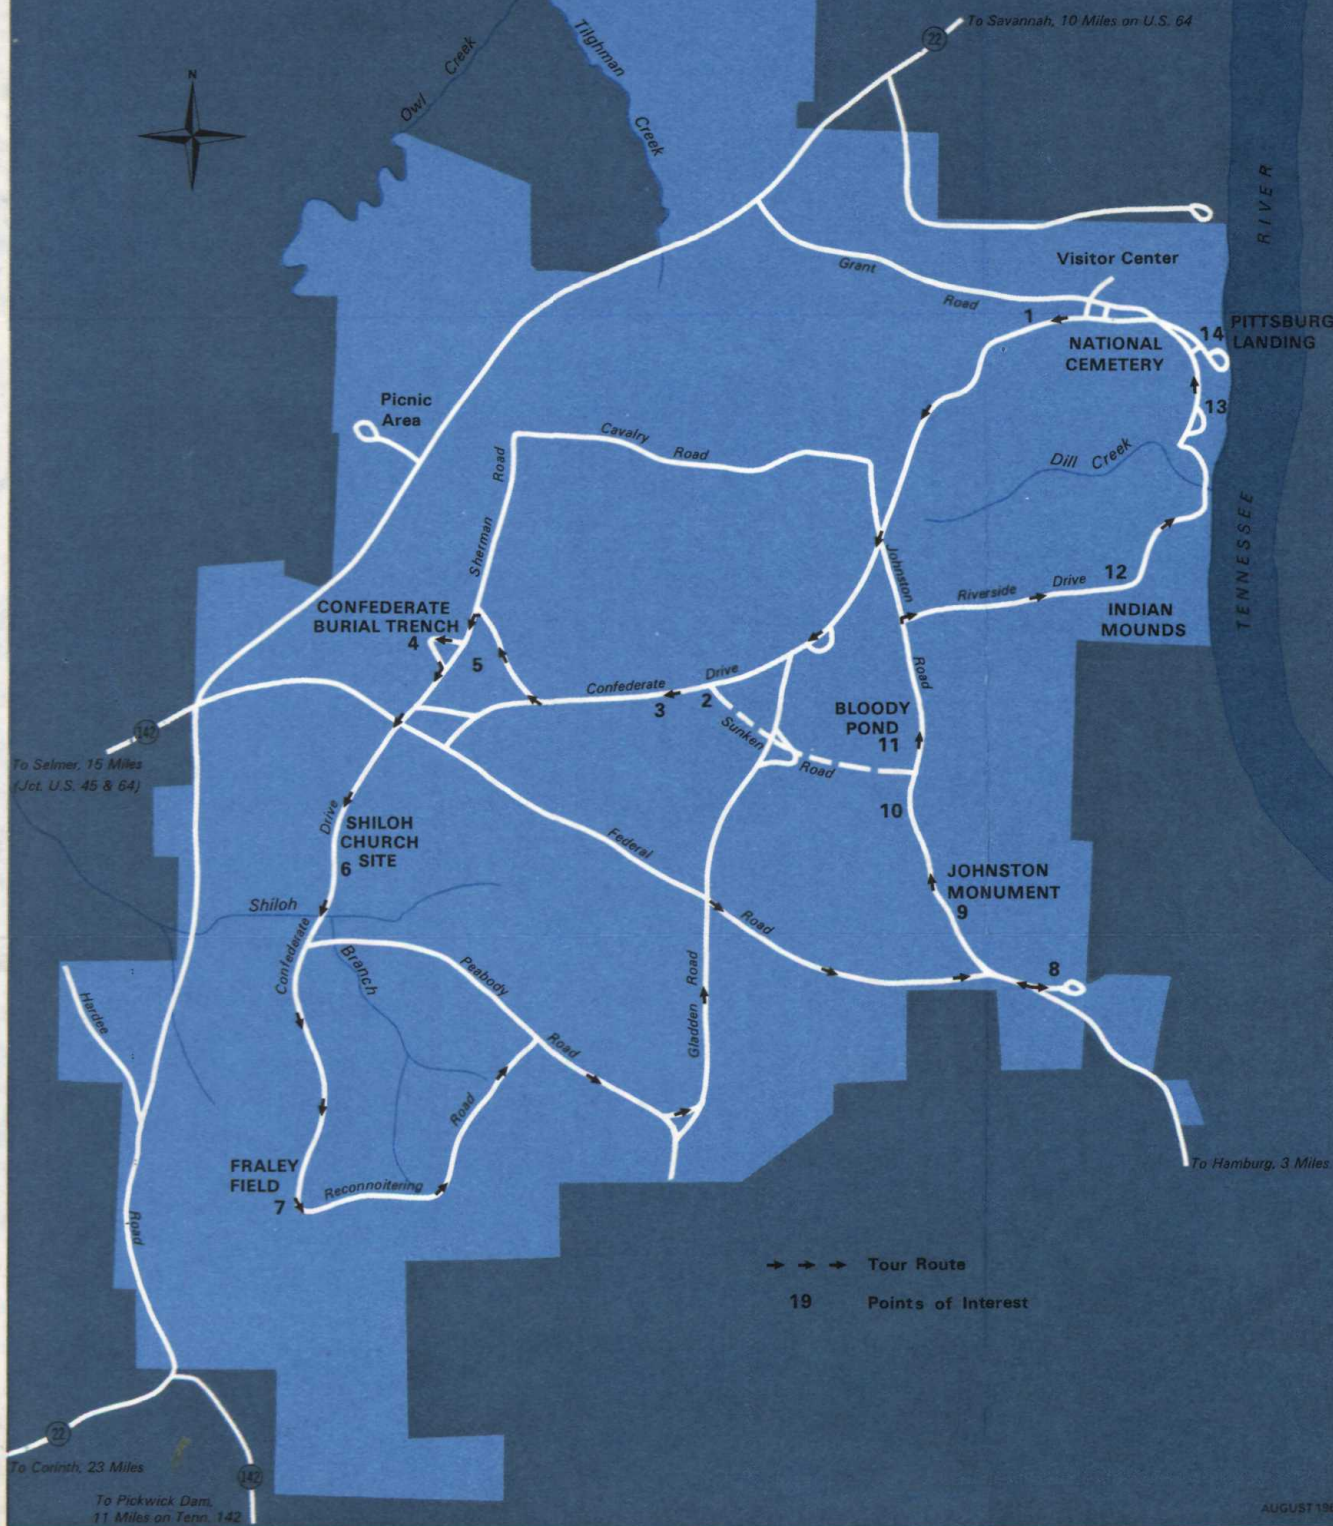 To Savannah, 10 Miles on U.S. 64
22
Tilghman
Creek
Owl Creek
N
RIVER
TENNESSEE
Visitor Center
Grant
Road
1
14
PITTSBURG
LANDING
NATIONAL
CEMETERY
13
Picnic
Area
Cavalry
Road
Sherman Road
Dill Creek
Johnston
Road
Riverside Drive
12
INDIAN
MOUNDS
CONFEDERATE
BURIAL TRENCH
4
5
Confederate Drive
3
2
Sunken
Road
BLOODY
POND
11
10
142
To Selmer, 15 Miles
(Jct. U.S. 45 & 64)
Drive
SHILOH
CHURCH
SITE
6
Federal
Road
JOHNSTON
MONUMENT
9
Shiloh
Branch
Confederate
Peabody
Road
Gladden Road
8
Hardee
Road
Road
FRALEY
FIELD
7
Reconnoitering
To Hamburg, 3 Miles
Tour Route
19 Points of Interest
22
To Corinth, 23 Miles
142
To Pickwick Dam,
11 Miles on Tenn. 142
AUGUST